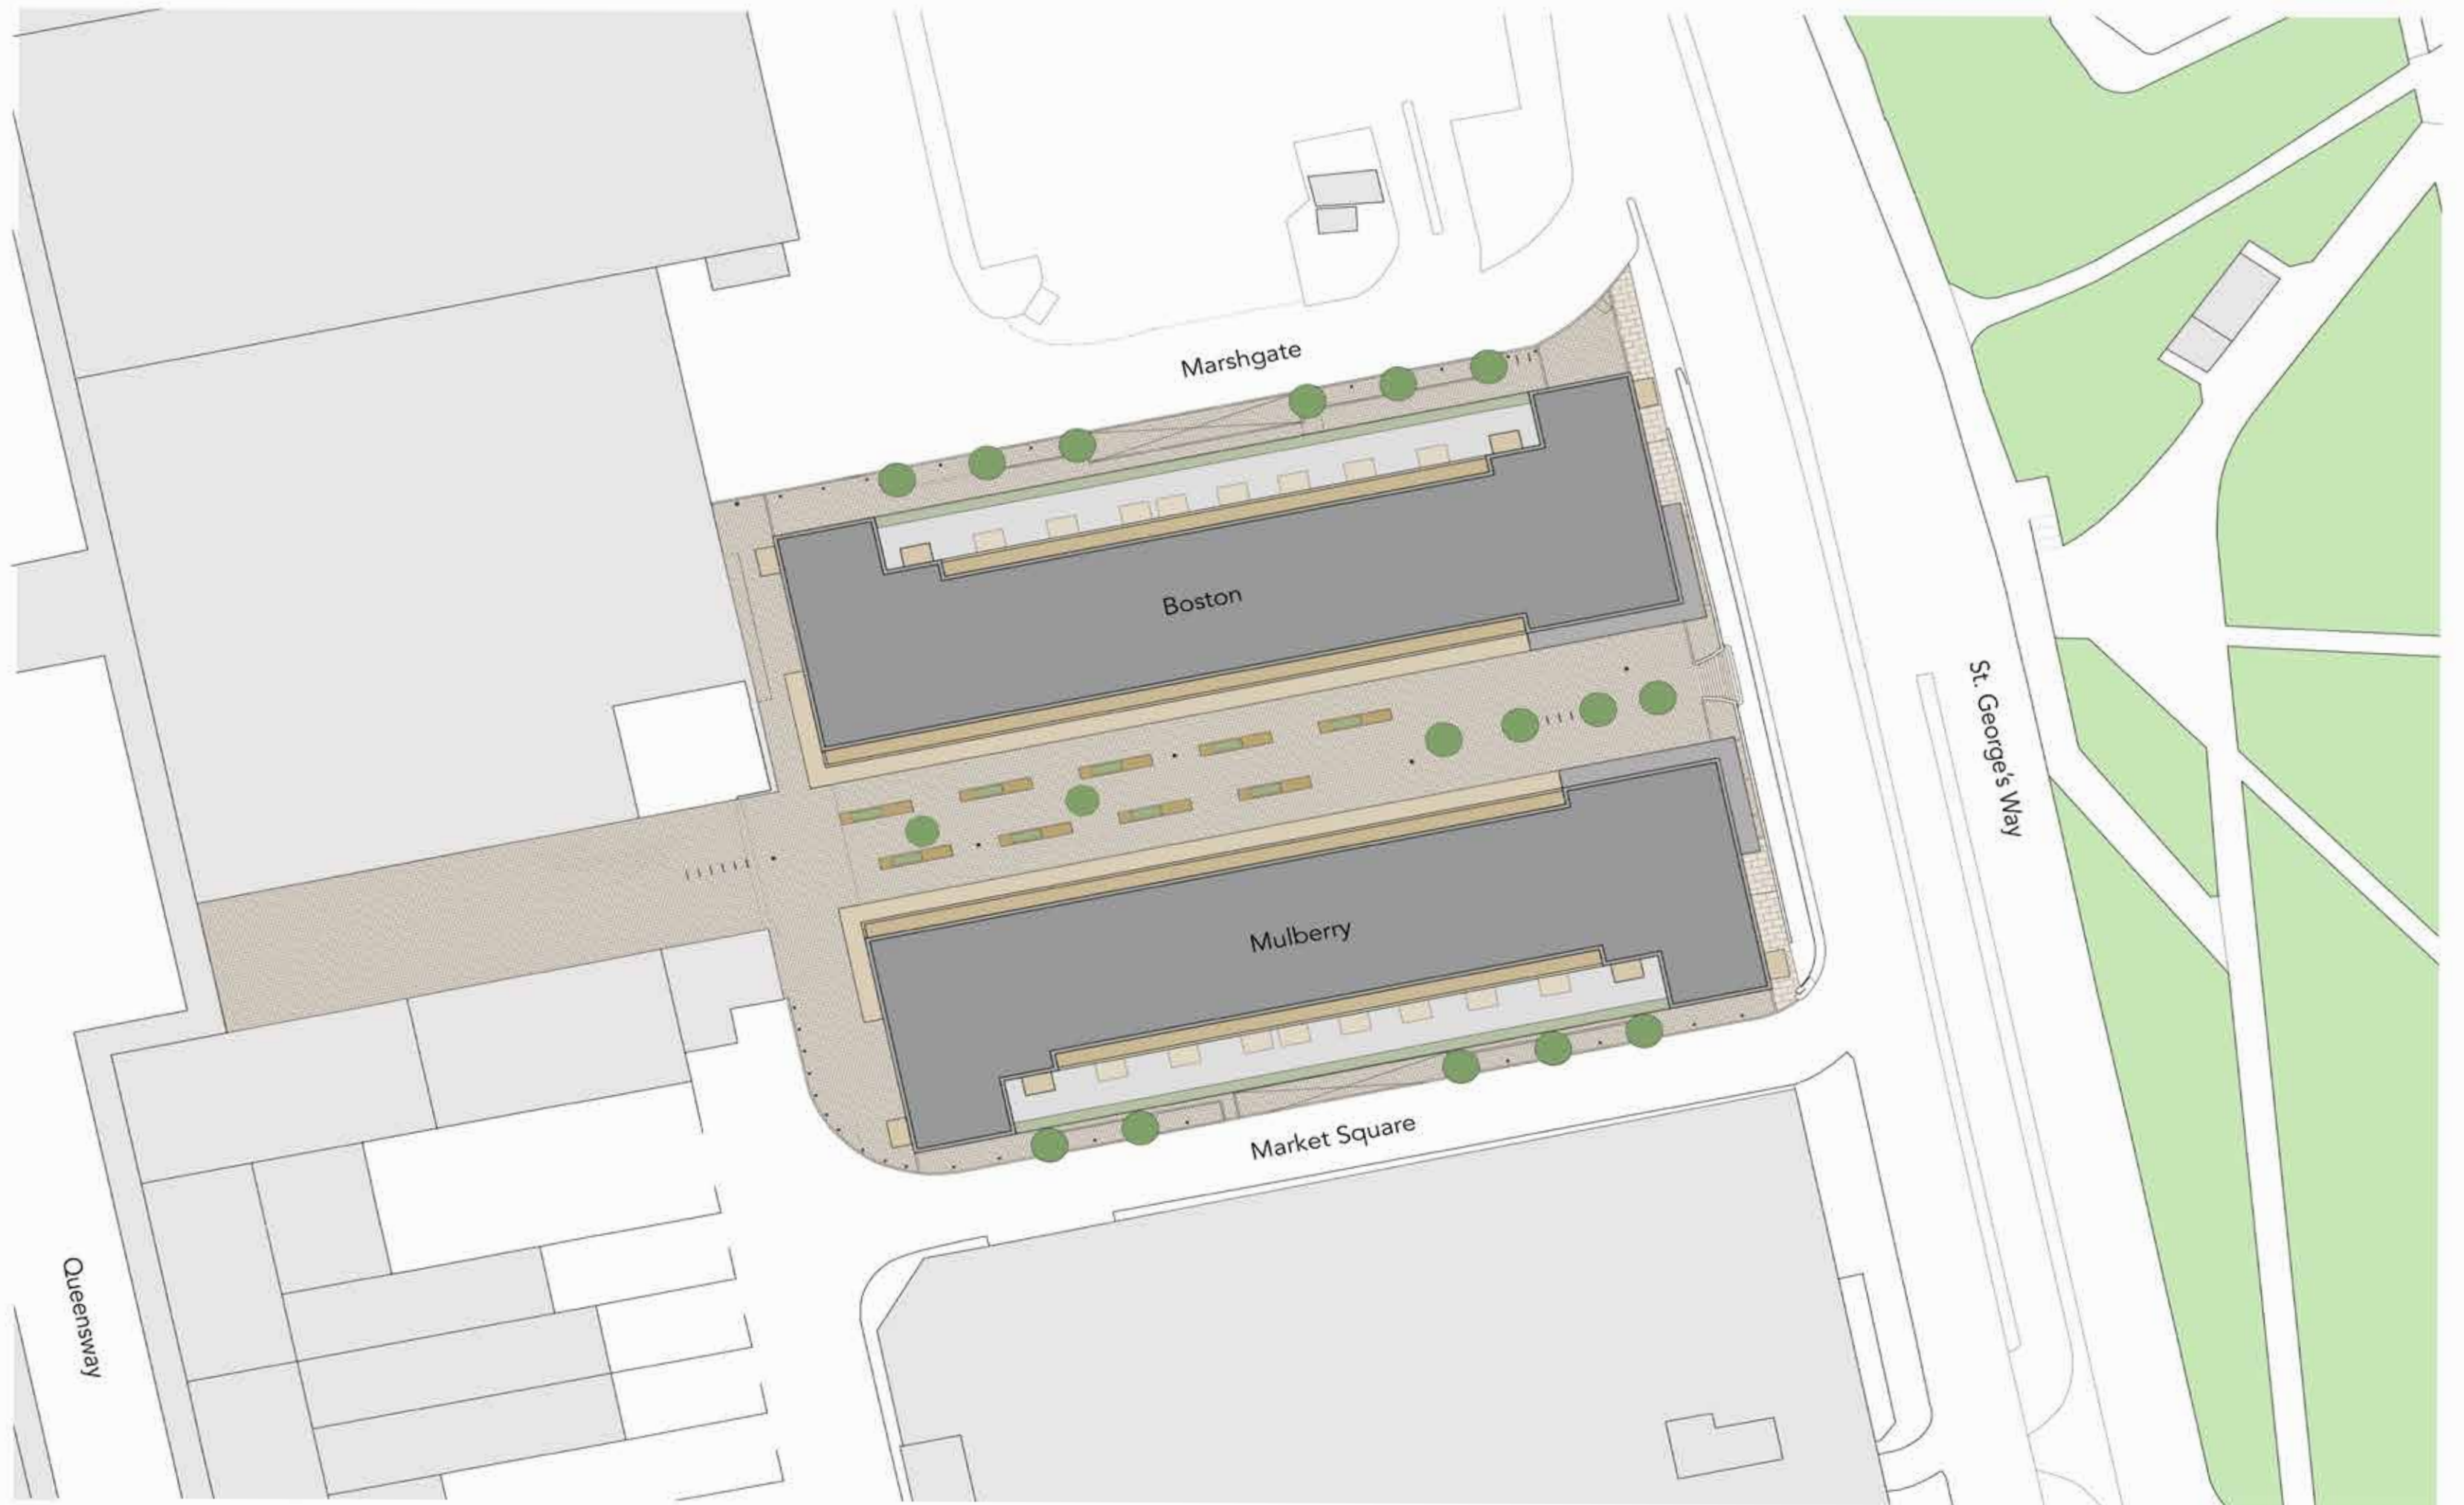 Marshgate
Boston
St. George's Way
Mulberry
Market Square
Queensway